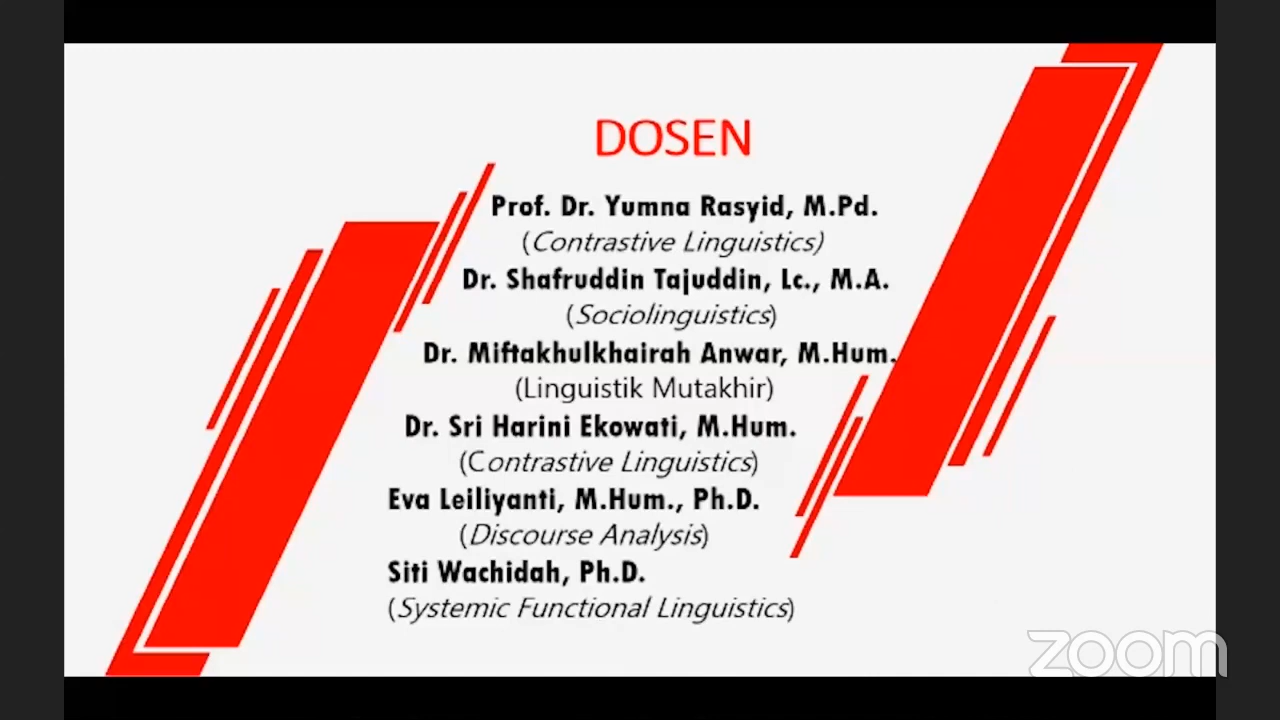 DOSEN
Prof. Dr. Yumna Rasyid, M.Pd.
(Contrastive Linguistics)
Dr. Shafruddin Tajuddin, Lc., M.A.
(Sociolinguistics)
Dr. Miftakhulkhairah Anwar, M.Hum.
(Linguistik Mutakhir)
Dr. Sri Harini Ekowati, M.Hum.
(Contrastive Linguistics)
Eva Leiliyanti, M.Hum., Ph.D.
(Discourse Analysis)
Siti Wachidah, Ph.D.
(Systemic Functional Linguistics)
zoom